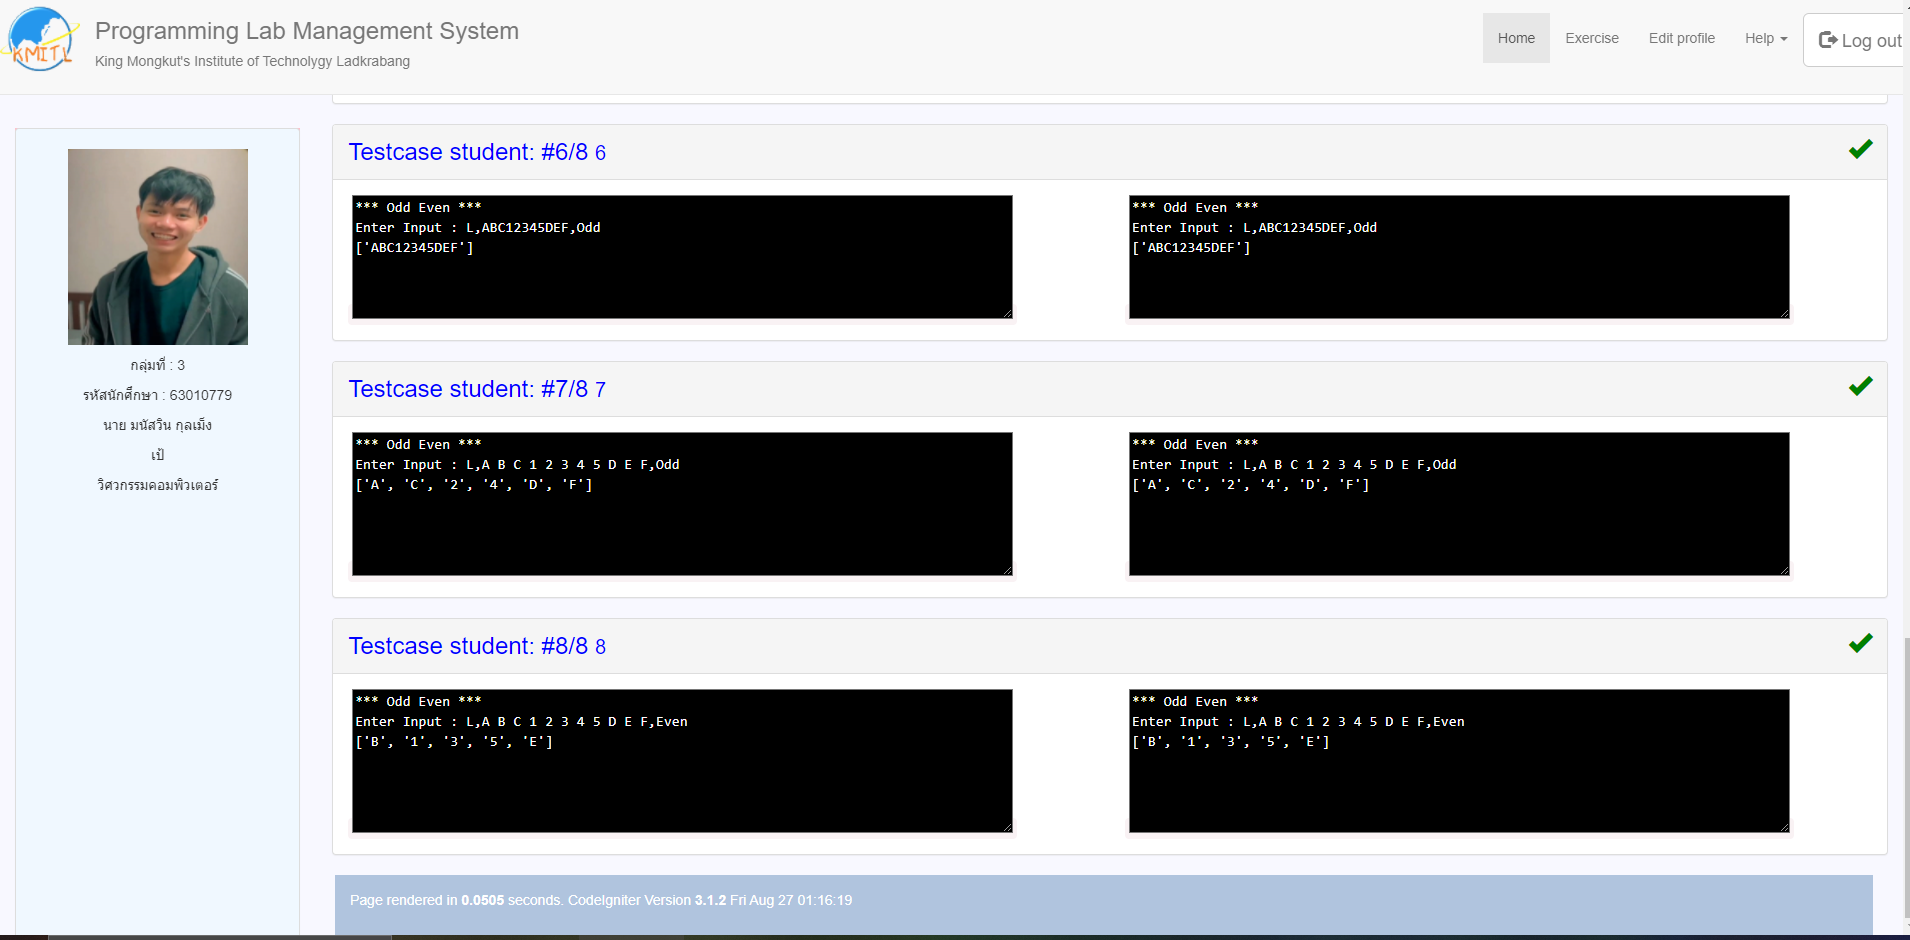 KMITL
Programming Lab Management System
King Mongkut's Institute of Technolygy Ladkrabang
Home
Exercise
Edit profile
Help
Log out
กลุ่มที่ : 3
รหัสนักศึกษา : 63010779
นาย มนัสวิน กุลเม็ง
เป้
วิศวกรรมคอมพิวเตอร์
Testcase student: #6/8 6
*** Odd Even ***
Enter Input : L,ABC12345DEF,Odd
['ABC12345DEF']
*** Odd Even ***
Enter Input : L,ABC12345DEF,Odd
['ABC12345DEF']
Testcase student: #7/8 7
*** Odd Even ***
Enter Input : L,A B C 1 2 3 4 5 D E F,Odd
['A', 'C', '2', '4', 'D', 'F']
*** Odd Even ***
Enter Input : L,A B C 1 2 3 4 5 D E F,Odd
['A', 'C', '2', '4', 'D', 'F']
Testcase student: #8/8 8
*** Odd Even ***
Enter Input : L,A B C 1 2 3 4 5 D E F,Even
['B', '1', '3', '5', 'E']
*** Odd Even ***
Enter Input : L,A B C 1 2 3 4 5 D E F,Even
['B', '1', '3', '5', 'E']
Page rendered in 0.0505 seconds. CodeIgniter Version 3.1.2 Fri Aug 27 01:16:19